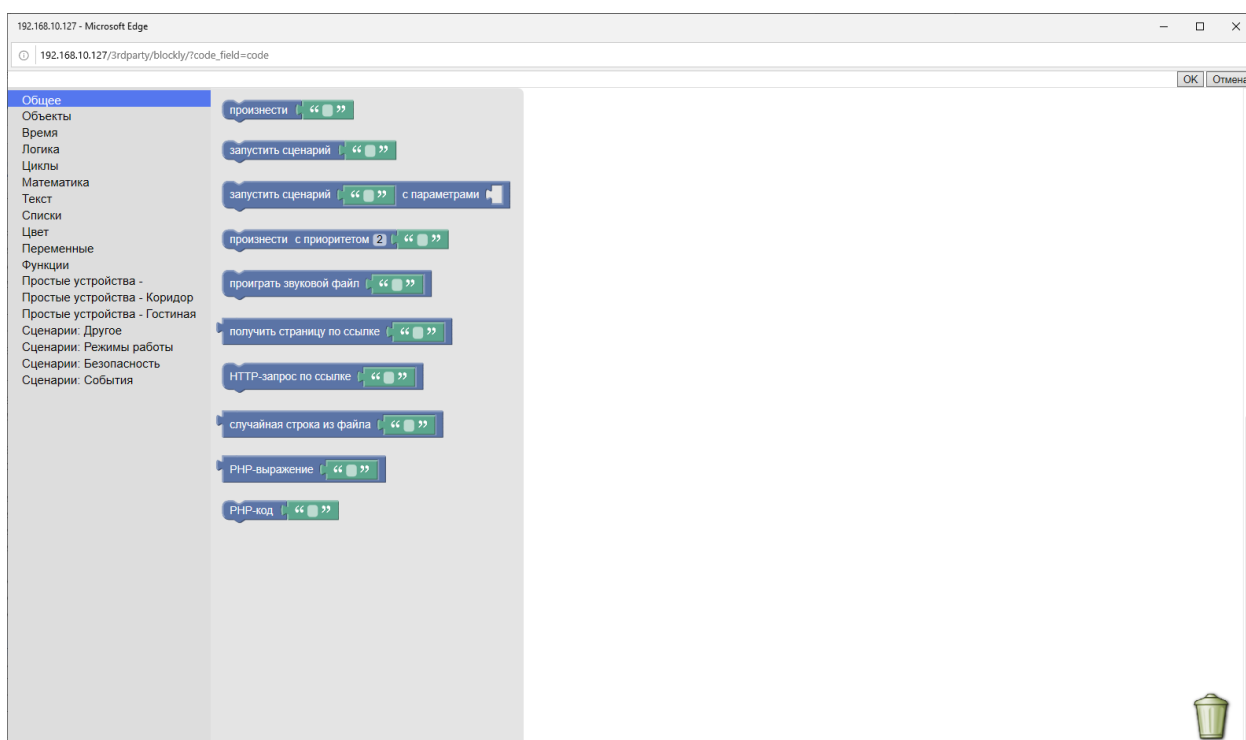 192.168.10.127 - Microsoft Edge
192.168.10.127/3rdparty/blockly/?code_field=code
OK Отмена
Общее
Объекты
Время
Логика
Циклы
Математика
Текст
Списки
Цвет
Переменные
Функции
Простые устройства -
Простые устройства - Коридор
Простые устройства - Гостиная
Сценарии: Другое
Сценарии: Режимы работы
Сценарии: Безопасность
Сценарии: События
произнести “ ”
запустить сценарий “ ”
запустить сценарий “ ” с параметрами
произнести с приоритетом 2 “ ”
проиграть звуковой файл “ ”
получить страницу по ссылке “ ”
HTTP-запрос по ссылке “ ”
случайная строка из файла “ ”
PHP-выражение “ ”
PHP-код “ ”